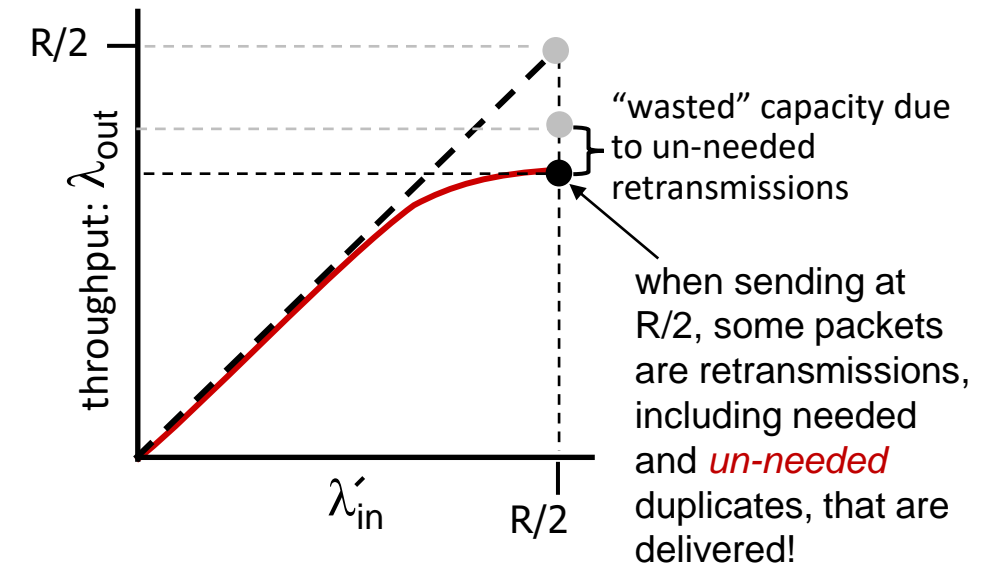 R/2
throughput: λout
“wasted” capacity due
to un-needed
retransmissions
when sending at
R/2, some packets
are retransmissions,
including needed
and un-needed
duplicates, that are
delivered!
λ′in
R/2